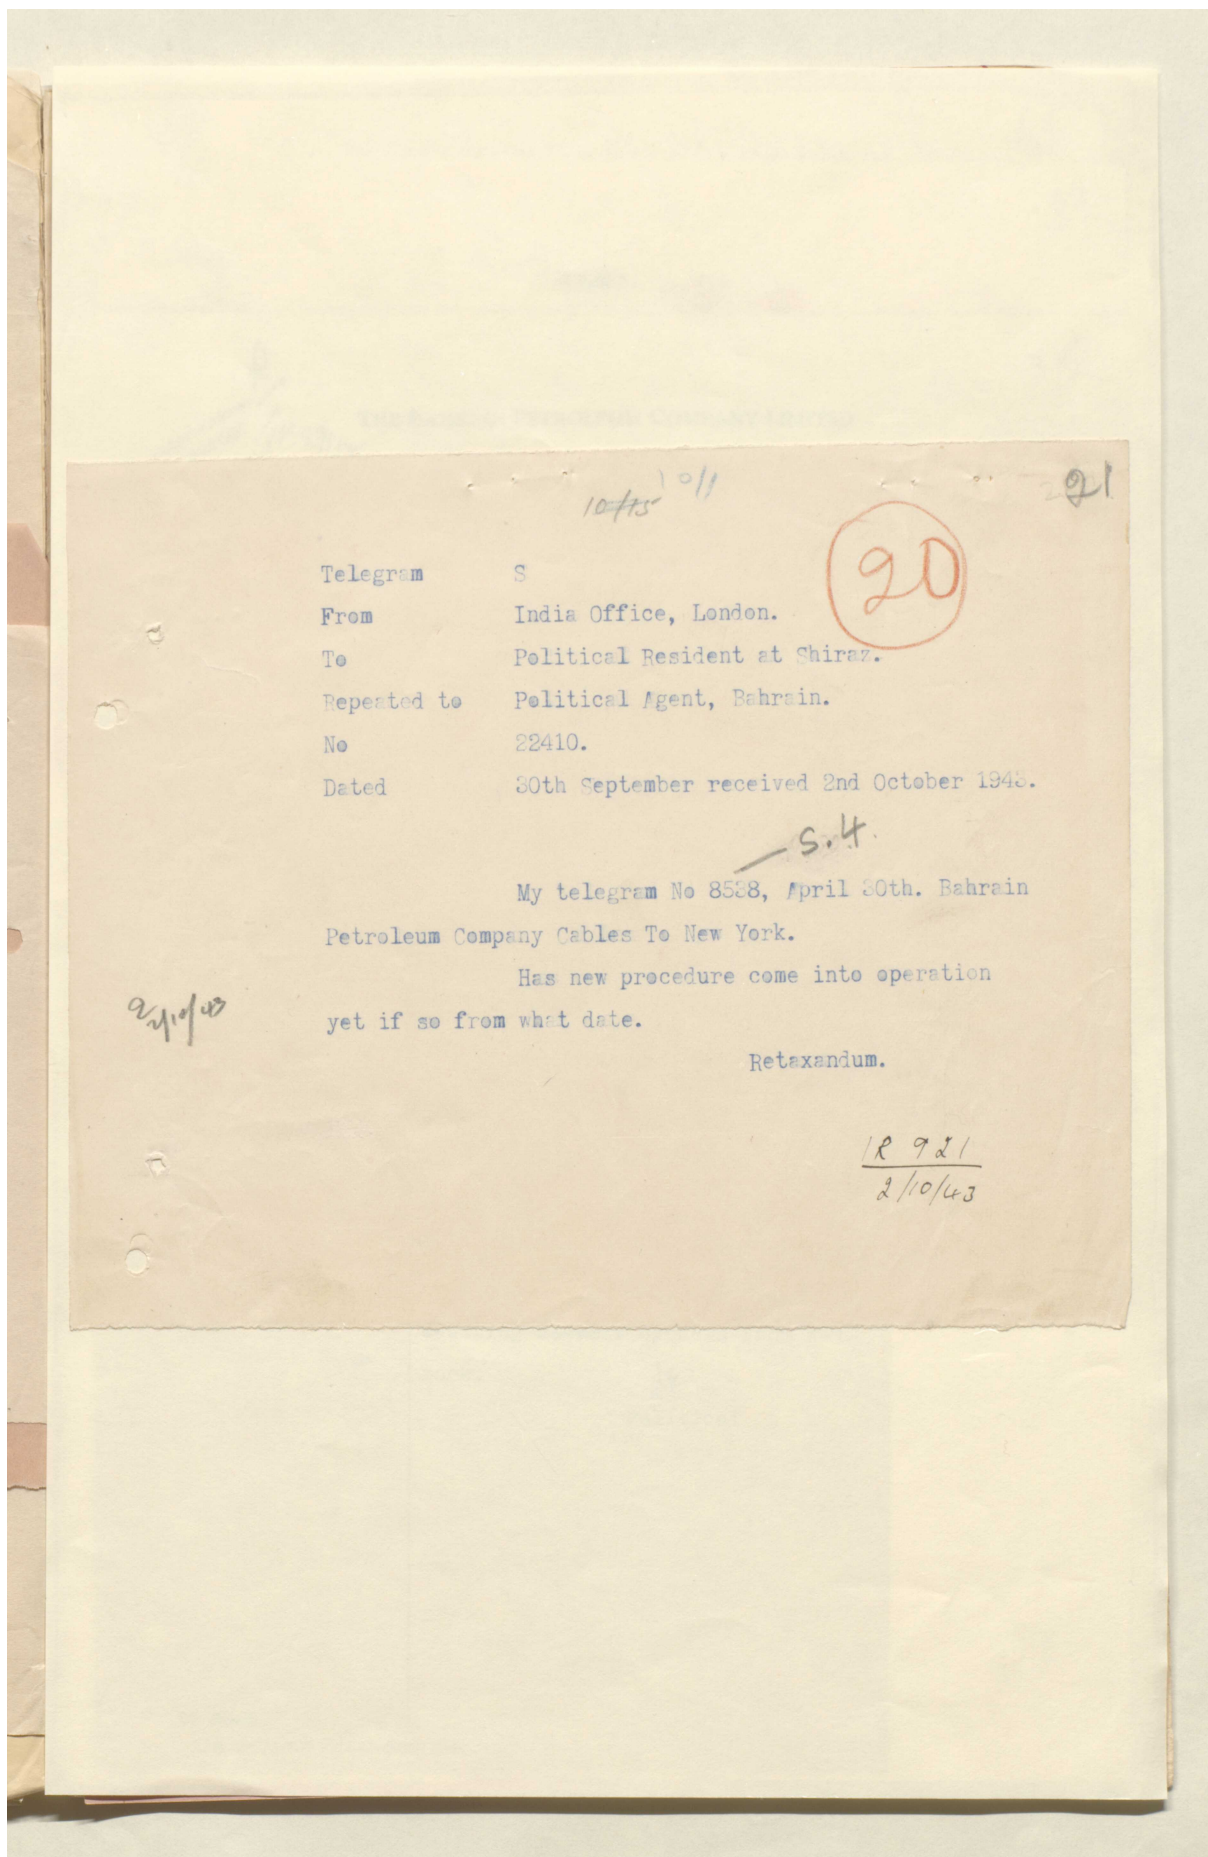 10/1
10/15
21
20
Telegram S
From India Office, London.
To Political Resident at Shiraz.
Repeated to Political Agent, Bahrain.
No 22410.
Dated 30th September received 2nd October 1943.
— S.4.
My telegram No 8538, April 30th. Bahrain
Petroleum Company Cables To New York.
Has new procedure come into operation
yet if so from what date.
2/10/43
Retaxandum.
IR 921
2/10/43